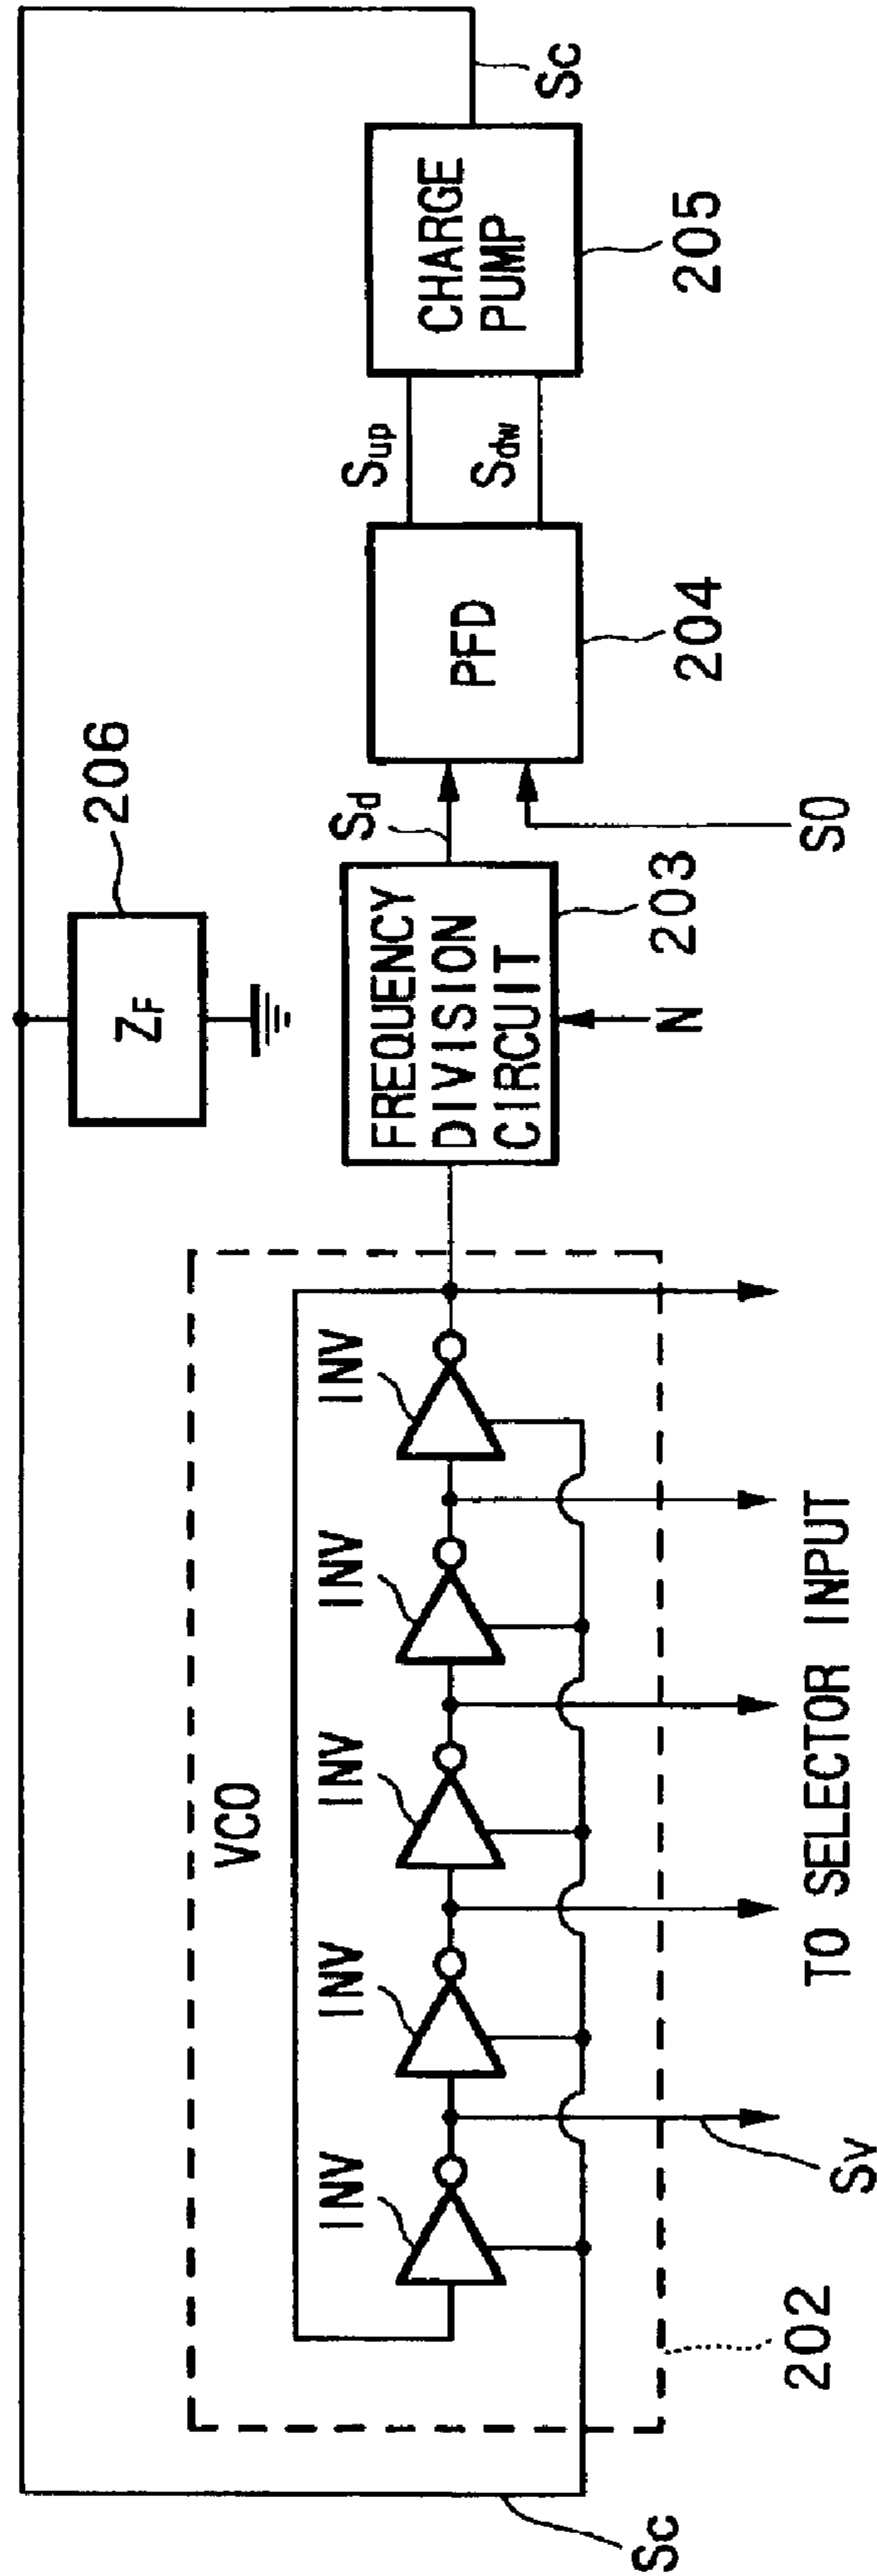 Sc
206
ZF
VCO
INV
INV
INV
INV
INV
FREQUENCY
DIVISION
CIRCUIT
203
N
Sd
PFD
204
S0
Sup
Sdw
CHARGE
PUMP
205
Sc
202
Sv
TO SELECTOR INPUT